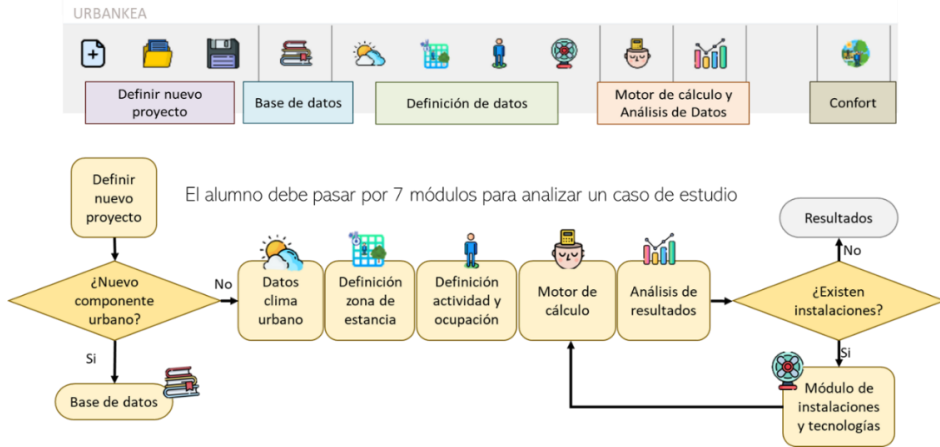 URBANKEA
Definir nuevo
proyecto
Base de datos
Definición de datos
Motor de cálculo y
Análisis de Datos
Confort
Definir
nuevo
proyecto
El alumno debe pasar por 7 módulos para analizar un caso de estudio
Resultados
No
¿Nuevo
componente
urbano?
No
Datos
clima
urbano
Definición
zona de
estancia
Definición
actividad y
ocupación
Motor de
cálculo
Análisis de
resultados
¿Existen
instalaciones?
Si
Si
Base de datos
Módulo de
instalaciones
y tecnologías